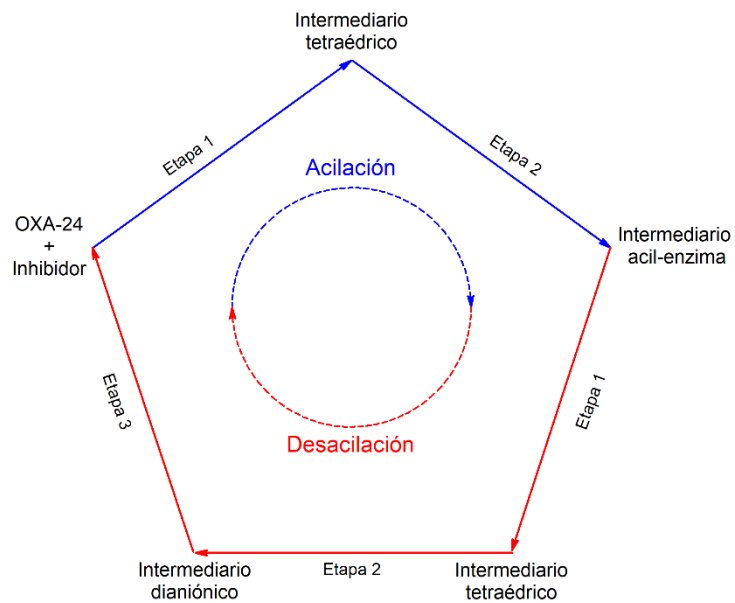 Intermediario
tetraédrico
Etapa 1
Etapa 2
Acilación
OXA-24
+
Inhibidor
Intermediario
acil-enzima
Etapa 3
Etapa 1
Desacilación
Intermediario
dianiónico
Etapa 2
Intermediario
tetraédrico